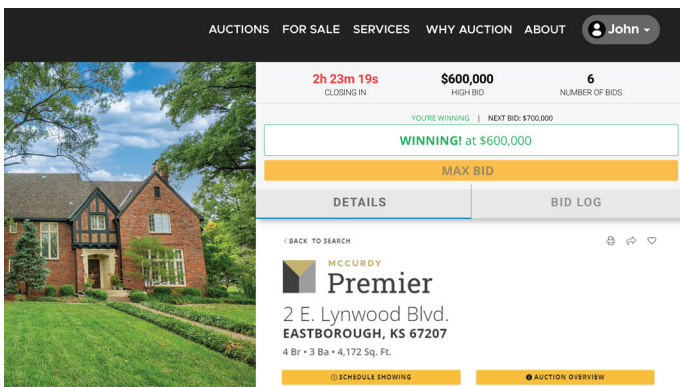 AUCTIONS FOR SALE SERVICES WHY AUCTION ABOUT John
2h 23m 19s $600,000 6
CLOSING IN HIGH BID NUMBER OF BIDS
YOU'RE WINNING | NEXT BID: $700,000
WINNING! at $600,000
MAX BID
DETAILS BID LOG
< BACK TO SEARCH
MCCURDY
Premier
2 E. Lynwood Blvd.
EASTBOROUGH, KS 67207
4 Br • 3 Ba • 4,172 Sq. Ft.
SCHEDULE SHOWING AUCTION OVERVIEW